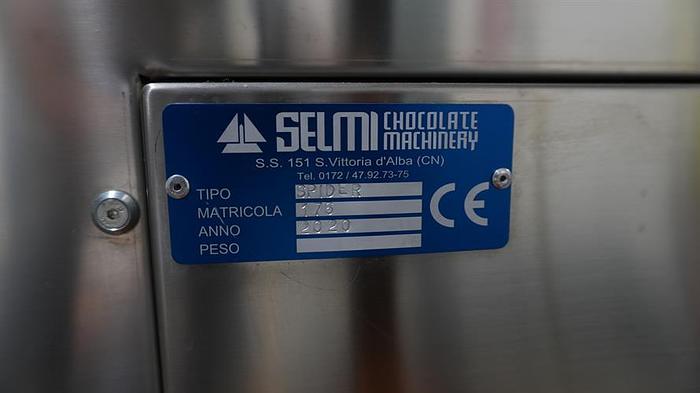 SELMI CHOCOLATE MACHINERY
S.S. 151 S.Vittoria d'Alba (CN)
Tel. 0172 / 47.92.73-75
TIPO SPIDER
MATRICOLA 176
ANNO 2020
PESO
CE